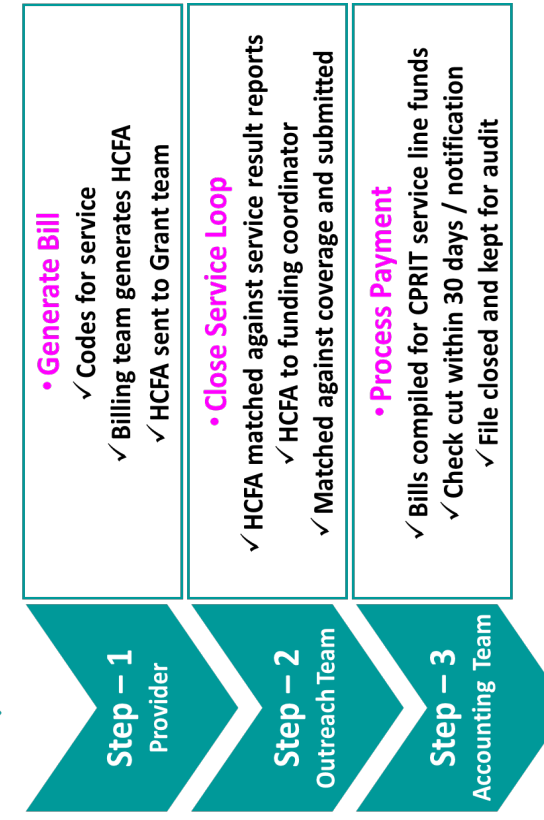 Step – 1
Provider
• Generate Bill
✓ Codes for service
✓ Billing team generates HCFA
✓ HCFA sent to Grant team
Step – 2
Outreach Team
• Close Service Loop
✓ HCFA matched against service result reports
✓ HCFA to funding coordinator
✓ Matched against coverage and submitted
Step – 3
Accounting Team
• Process Payment
✓ Bills compiled for CPRIT service line funds
✓ Check cut within 30 days / notification
✓ File closed and kept for audit